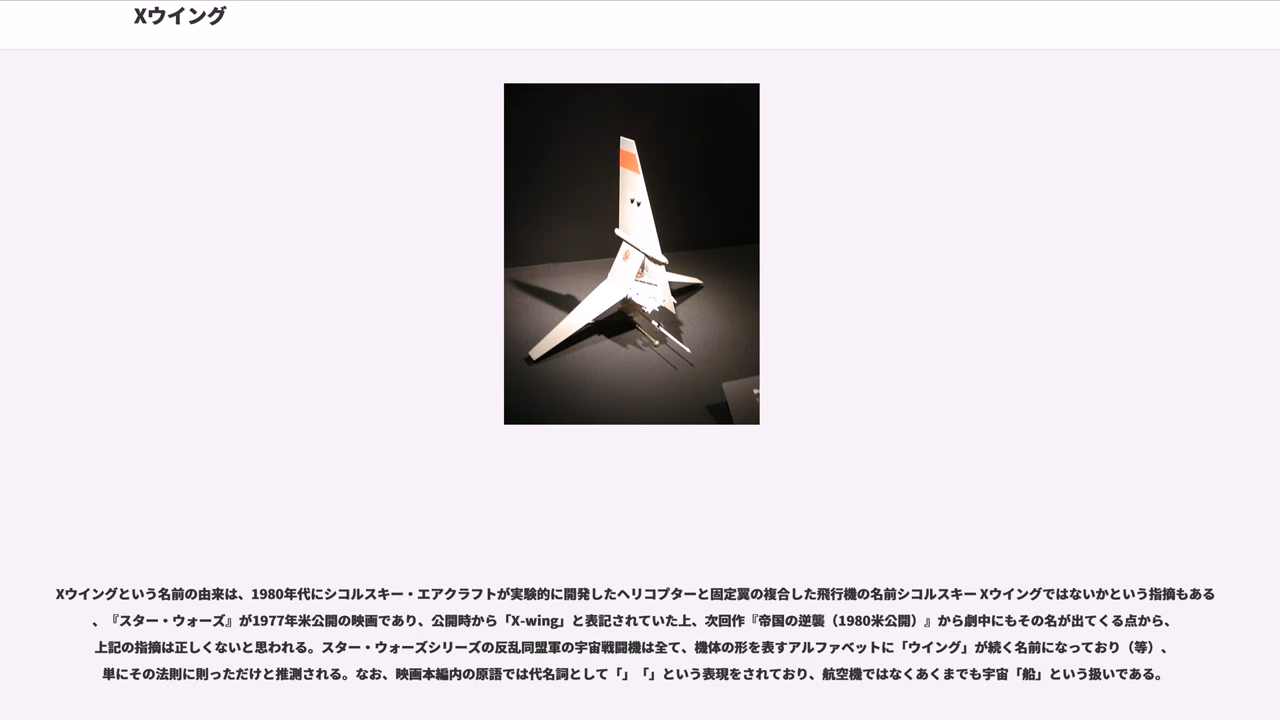 Xウイング
Xウイングという名前の由来は、1980年代にシコルスキー・エアクラフトが実験的に開発したヘリコプターと固定翼の複合した飛行機の名前シコルスキー Xウイングではないかという指摘もある
、『スター・ウォーズ』が1977年米公開の映画であり、公開時から「X-wing」と表記されていた上、次回作『帝国の逆襲（1980米公開）』から劇中にもその名が出てくる点から、
上記の指摘は正しくないと思われる。スター・ウォーズシリーズの反乱同盟軍の宇宙戦闘機は全て、機体の形を表すアルファベットに「ウイング」が続く名前になっており（等）、
単にその法則に則っただけと推測される。なお、映画本編内の原語では代名詞として「」「」という表現をされており、航空機ではなくあくまでも宇宙「船」という扱いである。